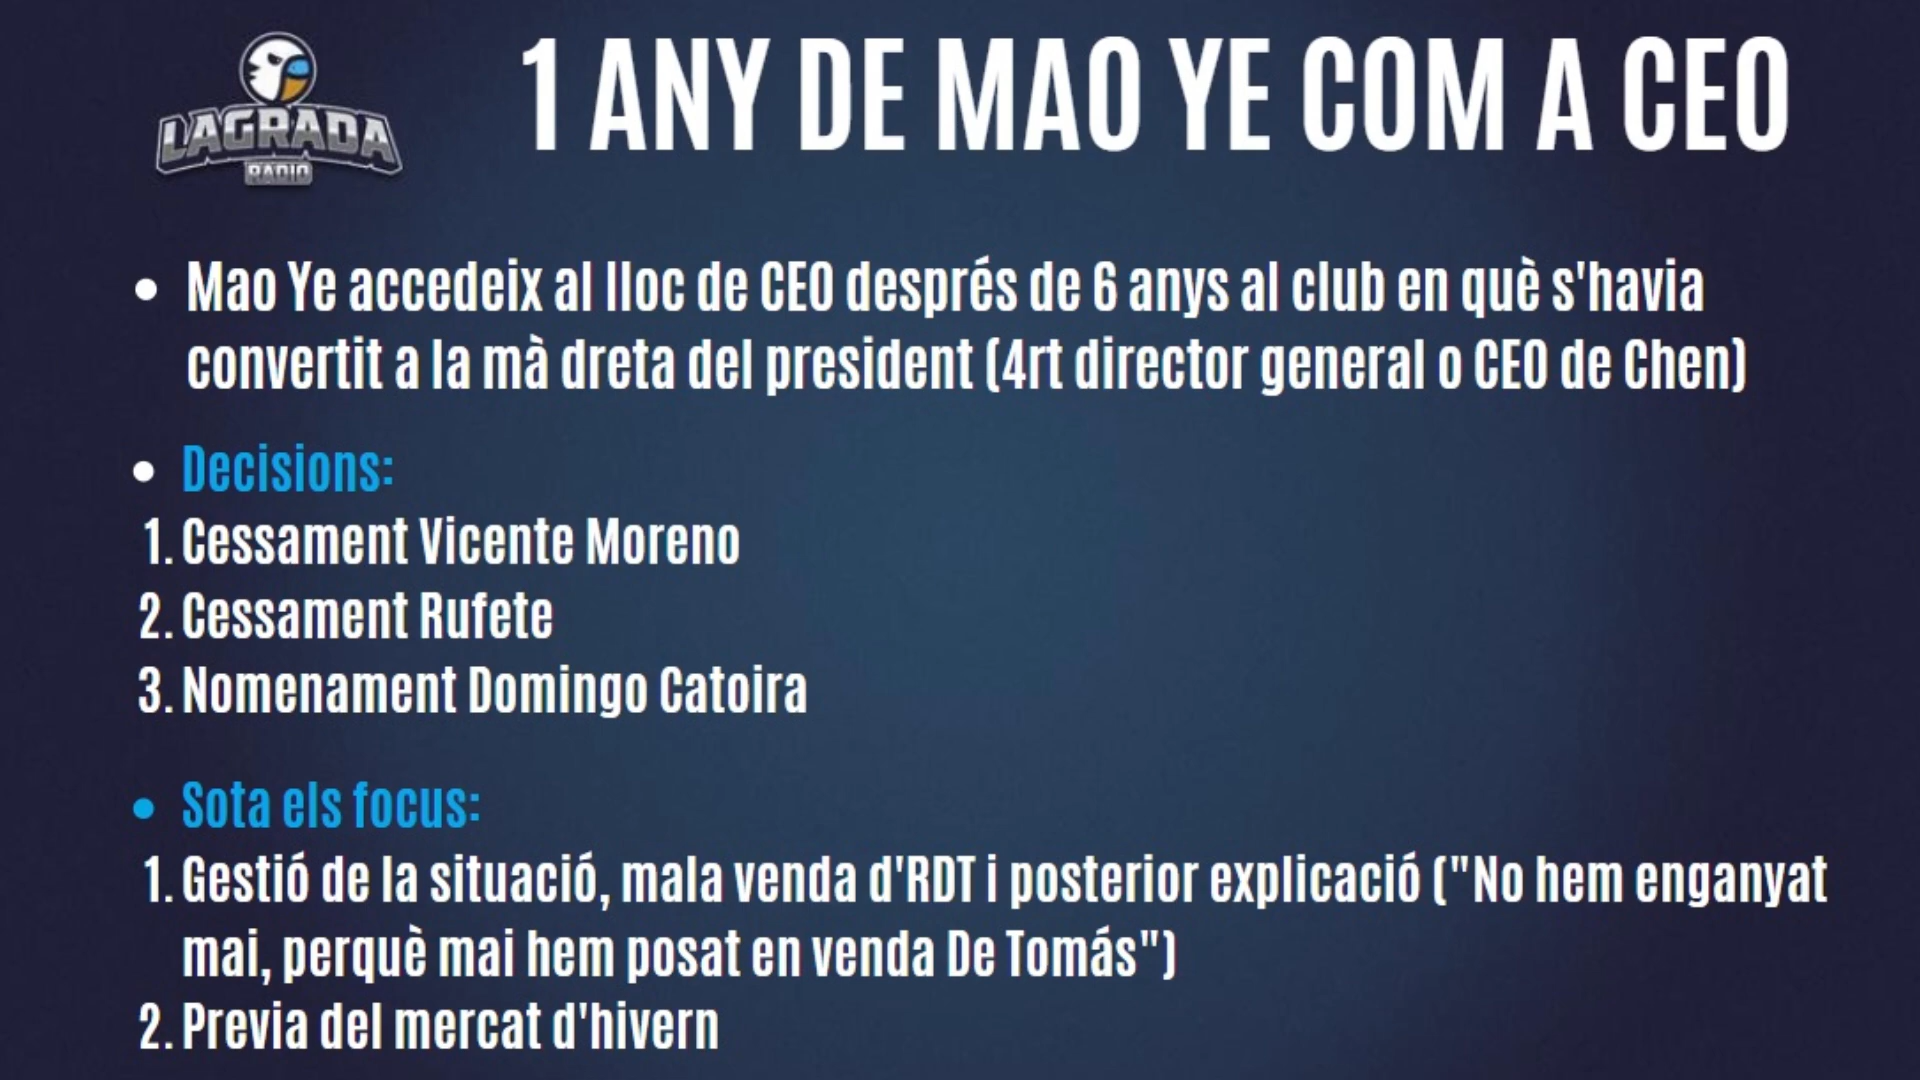 LAGRADA
RADIO
1 ANY DE MAO YE COM A CEO
• Mao Ye accedeix al lloc de CEO després de 6 anys al club en què s'havia
convertit a la mà dreta del president (4rt director general o CEO de Chen)
• Decisions:
1. Cessament Vicente Moreno
2. Cessament Rufete
3. Nomenament Domingo Catoira
• Sota els focus:
1. Gestió de la situació, mala venda d'RDT i posterior explicació ("No hem enganyat
mai, perquè mai hem posat en venda De Tomás")
2. Previa del mercat d'hivern